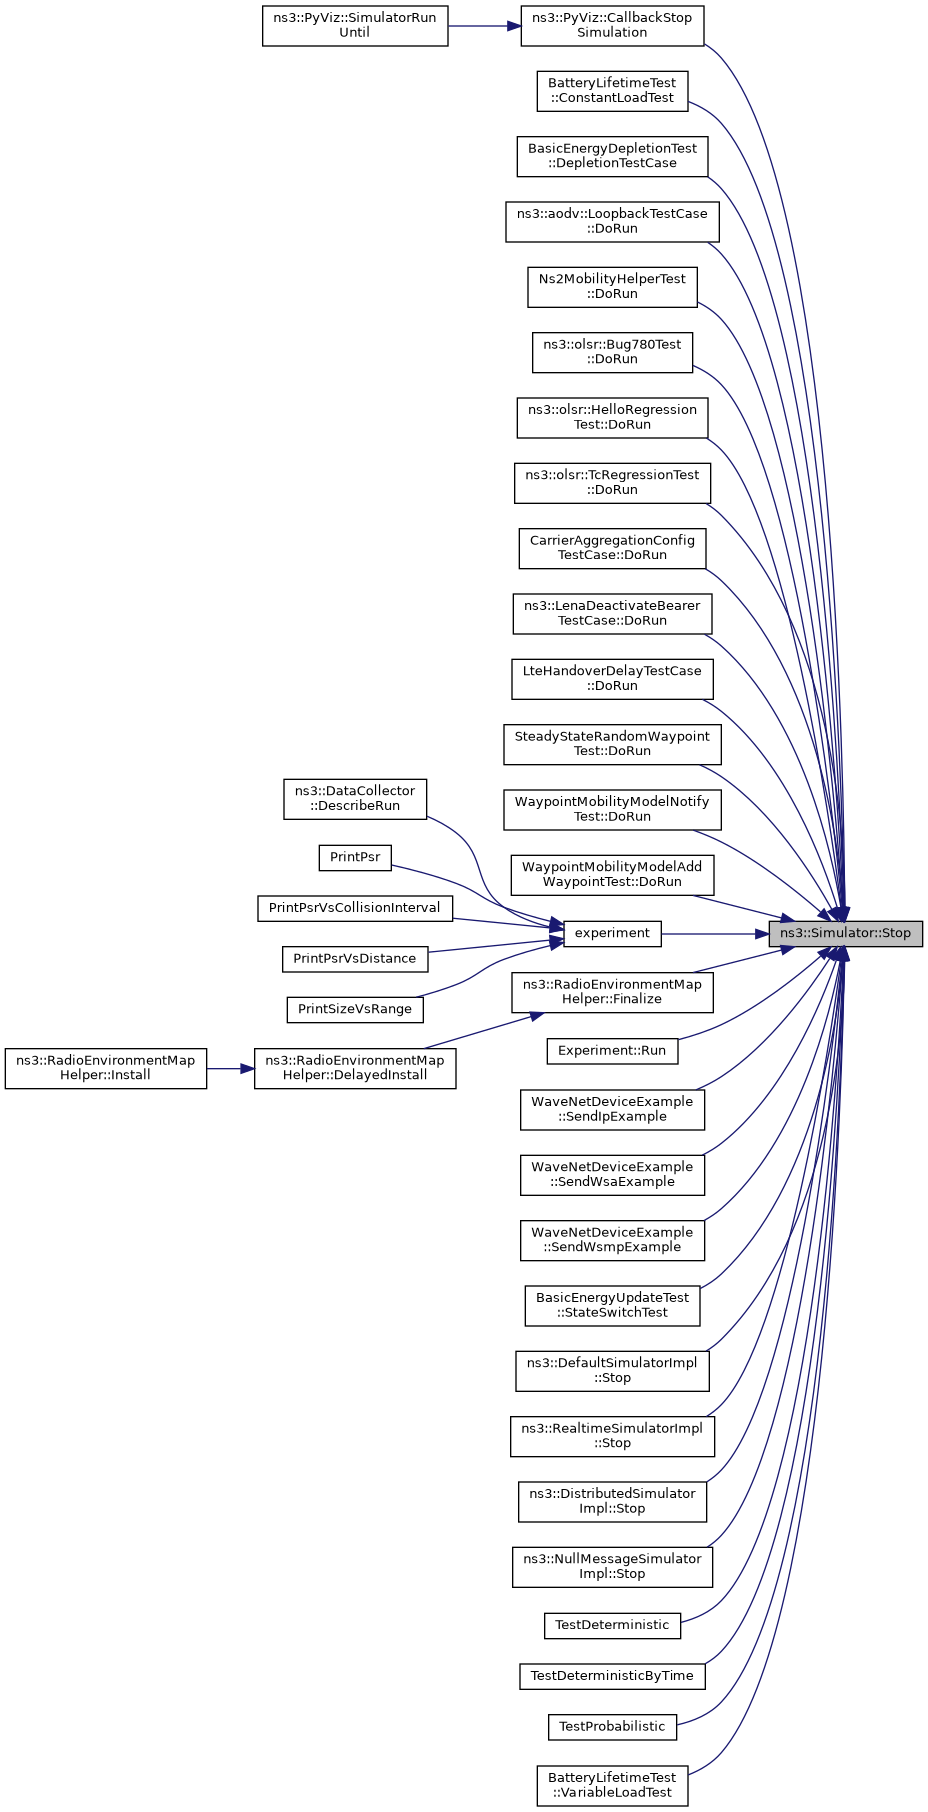 ns3::PyViz::SimulatorRun
Until
ns3::PyViz::CallbackStop
Simulation
BatteryLifetimeTest
::ConstantLoadTest
BasicEnergyDepletionTest
::DepletionTestCase
ns3::aodv::LoopbackTestCase
::DoRun
Ns2MobilityHelperTest
::DoRun
ns3::olsr::Bug780Test
::DoRun
ns3::olsr::HelloRegression
Test::DoRun
ns3::olsr::TcRegressionTest
::DoRun
CarrierAggregationConfig
TestCase::DoRun
ns3::LenaDeactivateBearer
TestCase::DoRun
LteHandoverDelayTestCase
::DoRun
SteadyStateRandomWaypoint
Test::DoRun
WaypointMobilityModelNotify
Test::DoRun
WaypointMobilityModelAdd
WaypointTest::DoRun
ns3::DataCollector
::DescribeRun
PrintPsr
PrintPsrVsCollisionInterval
PrintPsrVsDistance
PrintSizeVsRange
experiment
ns3::Simulator::Stop
ns3::RadioEnvironmentMap
Helper::Finalize
ns3::RadioEnvironmentMap
Helper::Install
ns3::RadioEnvironmentMap
Helper::DelayedInstall
Experiment::Run
WaveNetDeviceExample
::SendIpExample
WaveNetDeviceExample
::SendWsaExample
WaveNetDeviceExample
::SendWsmpExample
BasicEnergyUpdateTest
::StateSwitchTest
ns3::DefaultSimulatorImpl
::Stop
ns3::RealtimeSimulatorImpl
::Stop
ns3::DistributedSimulator
Impl::Stop
ns3::NullMessageSimulator
Impl::Stop
TestDeterministic
TestDeterministicByTime
TestProbabilistic
BatteryLifetimeTest
::VariableLoadTest